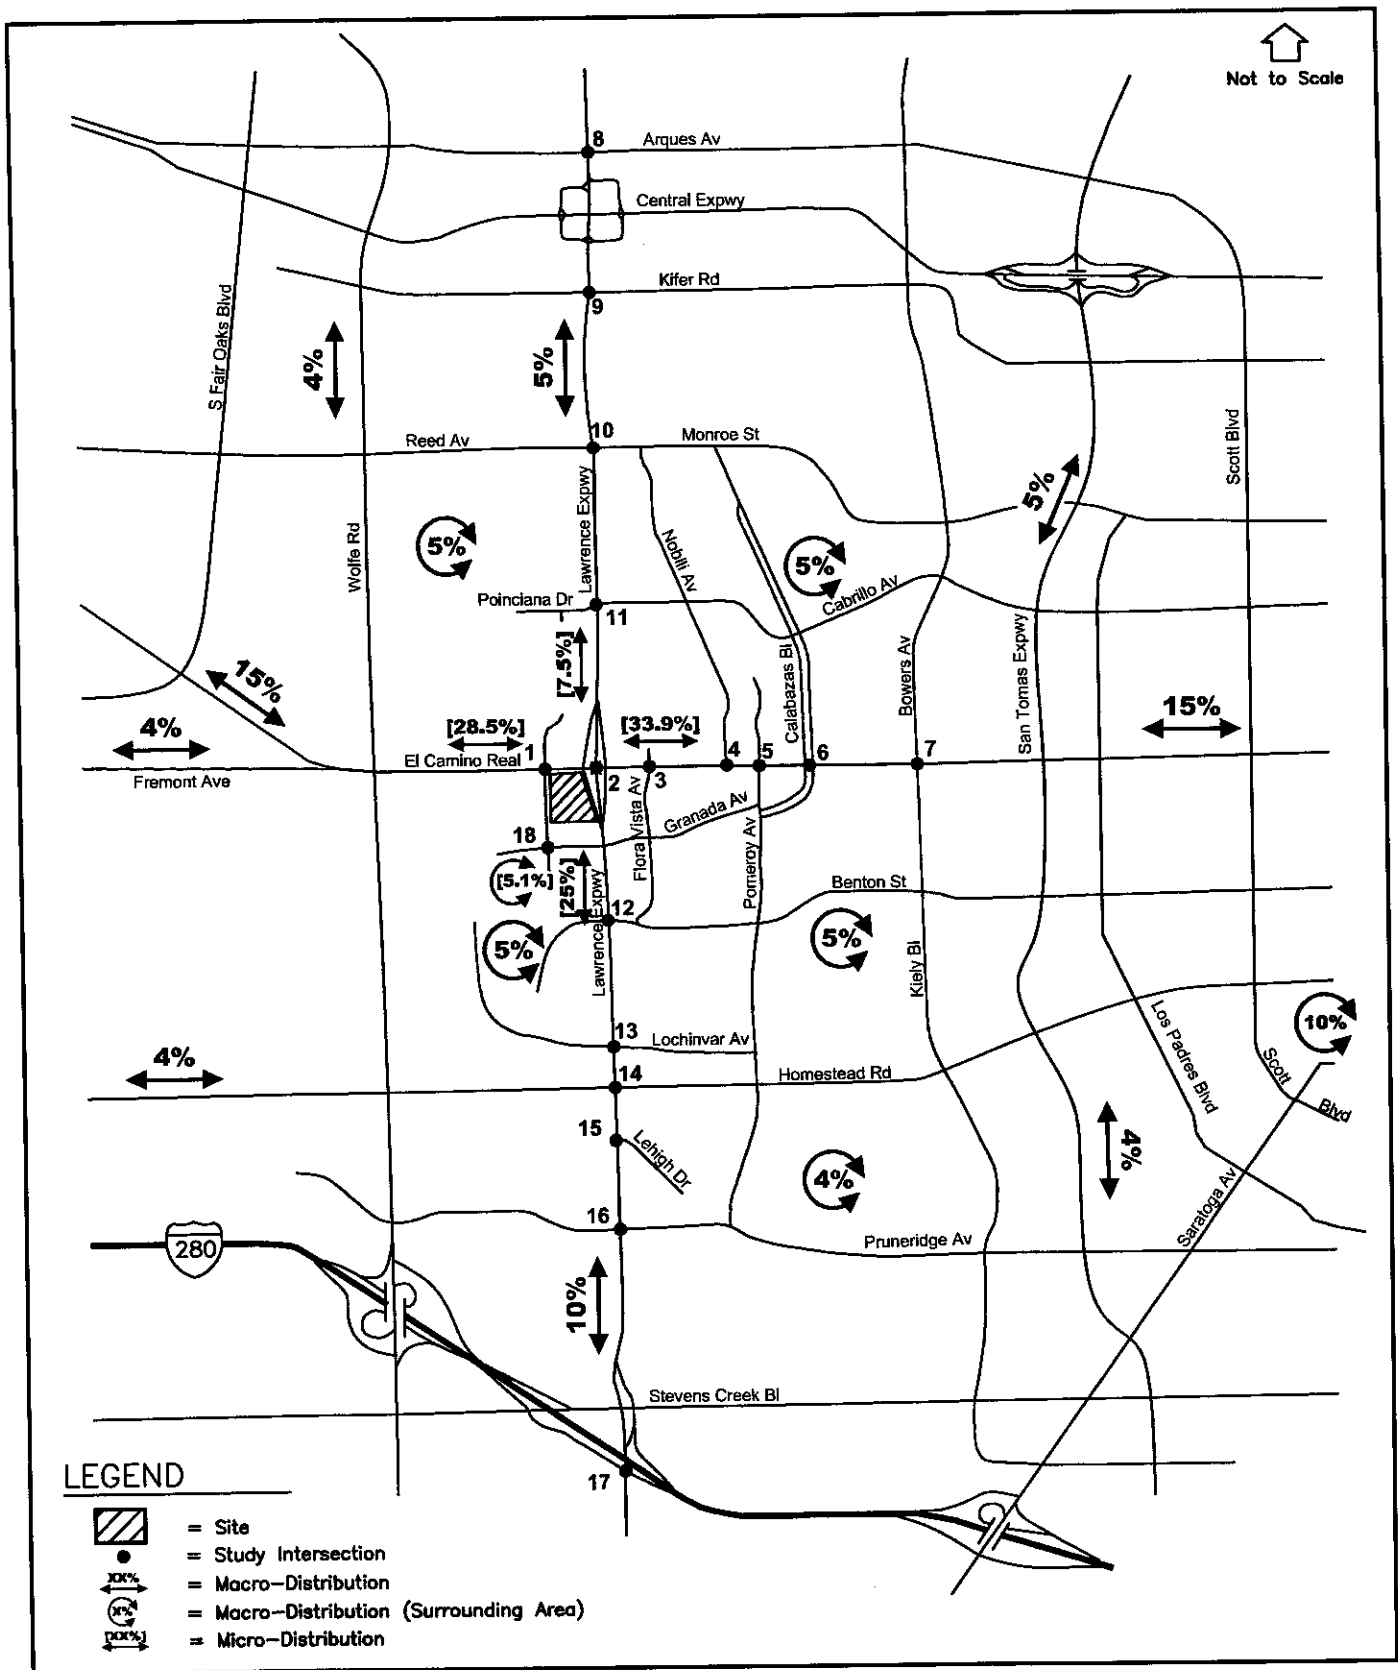 Not to Scale
8
Arques Av
Central Expwy
Kifer Rd
9
S Fair Oaks Blvd
4%
5%
10
Reed Av
Monroe St
Scott Blvd
Lawrence Expwy
5%
Wolfe Rd
5%
Nobili Av
5%
Poinciana Dr
11
Cabrillo Av
[7.5%]
Calabazas Bl
Bowers Av
San Tomas Expwy
15%
4%
15%
[28.5%]
[33.9%]
El Camino Real
1
2
3
4
5
6
7
Fremont Ave
Flora Vista Av
Granada Av
18
Pomeroy Av
[5.1%]
[25%]
Benton St
12
Lawrence Expwy
5%
5%
Kiely Bl
13
Lochinvar Av
Los Padres Blvd
10%
4%
14
Homestead Rd
Scott
Blvd
15
Lehigh Dr
4%
4%
Saratoga Av
16
Pruneridge Av
280
10%
Stevens Creek Bl
17
LEGEND
= Site
= Study Intersection
XX%
= Macro-Distribution
X%
= Macro-Distribution (Surrounding Area)
[XX%]
= Micro-Distribution